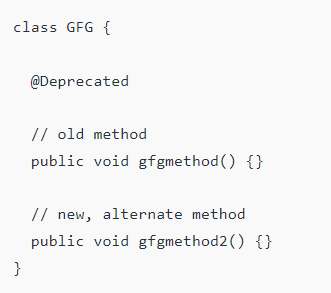 class GFG {
@Deprecated
// old method
public void gfgmethod() {}
// new, alternate method
public void gfgmethod2() {}
}